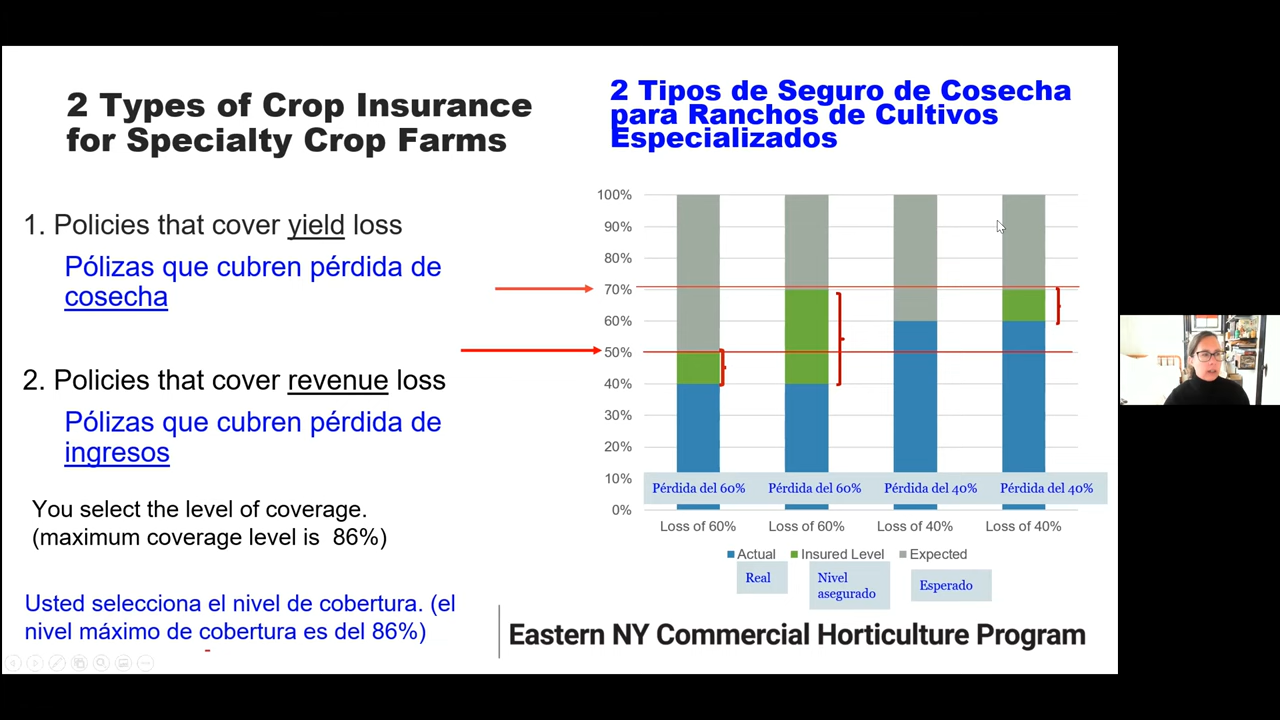 2 Types of Crop Insurance
for Specialty Crop Farms
2 Tipos de Seguro de Cosecha
para Ranchos de Cultivos
Especializados
1. Policies that cover yield loss
Pólizas que cubren pérdida de
cosecha
2. Policies that cover revenue loss
Pólizas que cubren pérdida de
ingresos
You select the level of coverage.
(maximum coverage level is 86%)
Usted selecciona el nivel de cobertura. (el
nivel máximo de cobertura es del 86%)
100%
90%
80%
70%
60%
50%
40%
30%
20%
10%
0%
Pérdida del 60% Pérdida del 60% Pérdida del 40% Pérdida del 40%
Loss of 60% Loss of 60% Loss of 40% Loss of 40%
Actual Insured Level Expected
Real
Nivel
asegurado
Esperado
Eastern NY Commercial Horticulture Program